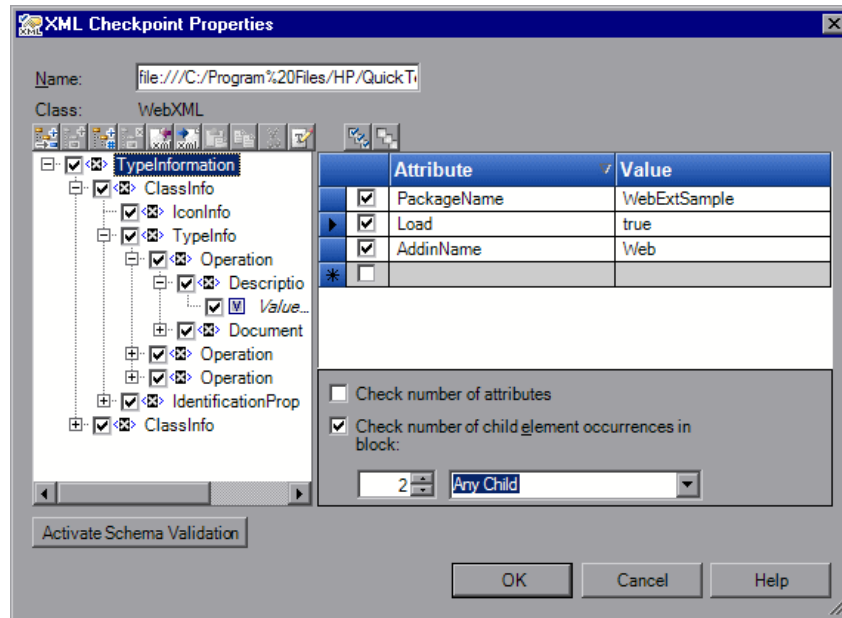 XML Checkpoint Properties
Name: file:///C:/Program%20Files/HP/QuickT
Class: WebXML
TypeInformation
ClassInfo
IconInfo
TypeInfo
Operation
Descriptio
Value...
Document
Operation
Operation
IdentificationProp
ClassInfo
Attribute Value
PackageName WebExtSample
Load true
AddinName Web
Check number of attributes
Check number of child element occurrences in
block:
2 Any Child
Activate Schema Validation
OK Cancel Help